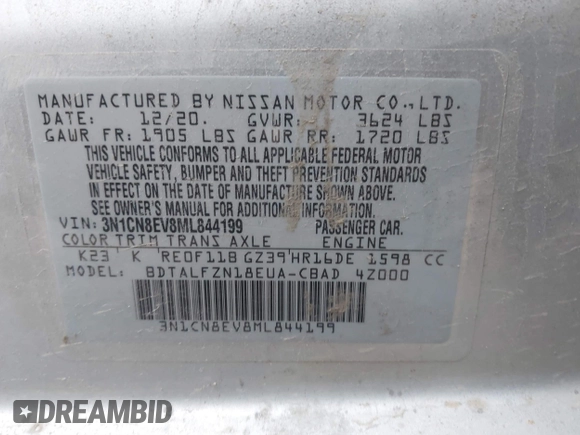 MANUFACTURED BY NISSAN MOTOR CO., LTD.
DATE: 12/20. GVWR: 3624 LBS
GAWR FR: 1905 LBS GAWR RR: 1720 LBS
THIS VEHICLE CONFORMS TO ALL APPLICABLE FEDERAL MOTOR
VEHICLE SAFETY, BUMPER AND THEFT PREVENTION STANDARDS
IN EFFECT ON THE DATE OF MANUFACTURE SHOWN ABOVE.
SEE OWNER'S MANUAL FOR ADDITIONAL INFORMATION.
VIN: 3N1CN8EV8ML844199 PASSENGER CAR.
COLOR TRIM TRANS AXLE ENGINE
K23 K RE0F11B GZ39 HR16DE 1598 CC
MODEL: BDTALFZN18EUA-CBAD 4Z000
3N1CN8EV8ML844199
DREAMBID